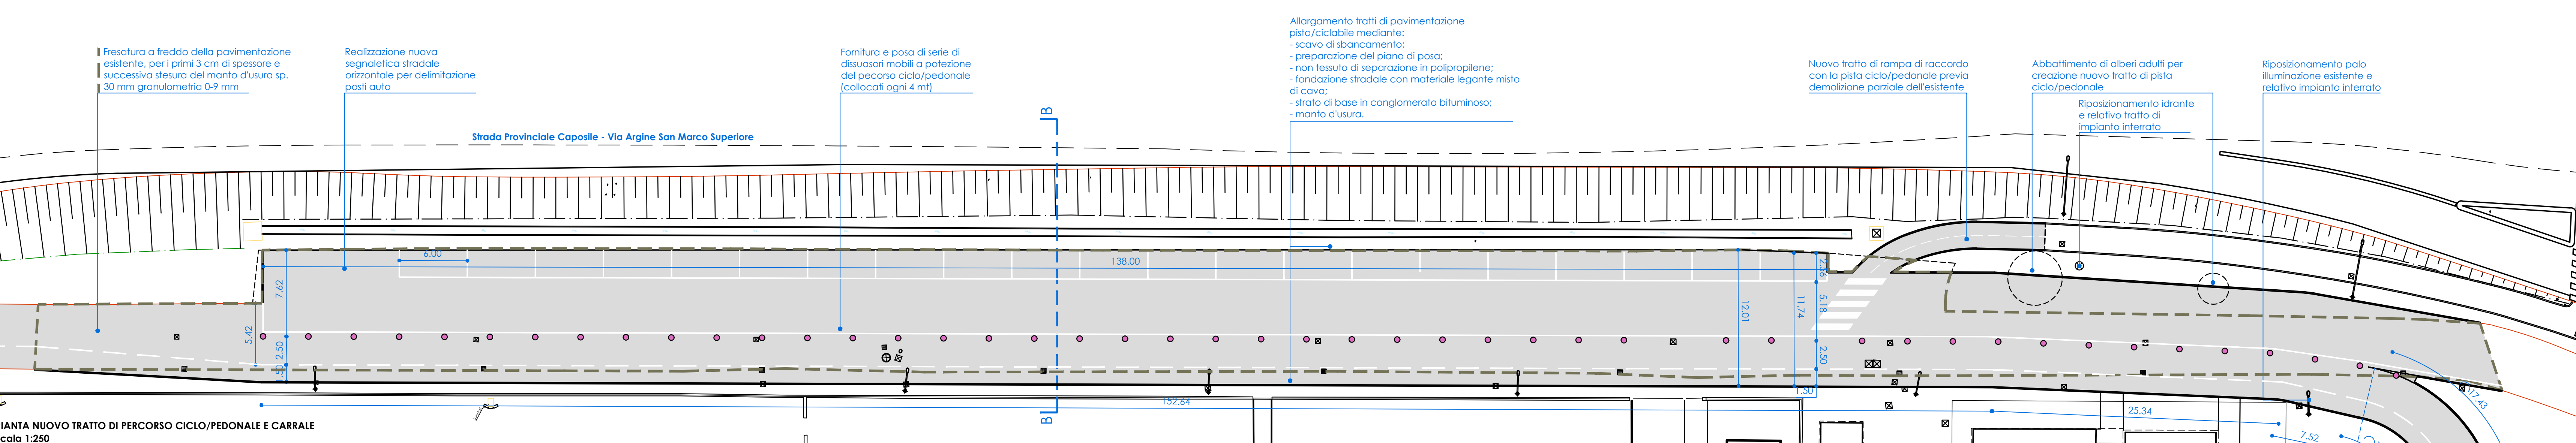 Fresatura a freddo della pavimentazione
esistente, per i primi 3 cm di spessore e
successiva stesura del manto d'usura sp.
30 mm granulometria 0-9 mm
Realizzazione nuova
segnaletica stradale
orizzontale per delimitazione
posti auto
Fornitura e posa di serie di
dissuasori mobili a potezione
del pecorso ciclo/pedonale
(collocati ogni 4 mt)
Allargamento tratti di pavimentazione
pista/ciclabile mediante:
- scavo di sbancamento;
- preparazione del piano di posa;
- non tessuto di separazione in polipropilene;
- fondazione stradale con materiale legante misto
di cava;
- strato di base in conglomerato bituminoso;
- manto d'usura.
Nuovo tratto di rampa di raccordo
con la pista ciclo/pedonale previa
demolizione parziale dell'esistente
Abbattimento di alberi adulti per
creazione nuovo tratto di pista
ciclo/pedonale
Riposizionamento idrante
e relativo tratto di
impianto interrato
Riposizionamento palo
illuminazione esistente e
relativo impianto interrato
Strada Provinciale Caposile - Via Argine San Marco Superiore
B
6.00
138.00
7.62
5.42
2.50
1.50
12.01
11.74
2.56
5.18
2.50
1.50
152.64
25.34
17.43
7.52
B
IANTA NUOVO TRATTO DI PERCORSO CICLO/PEDONALE E CARRALE
cala 1:250